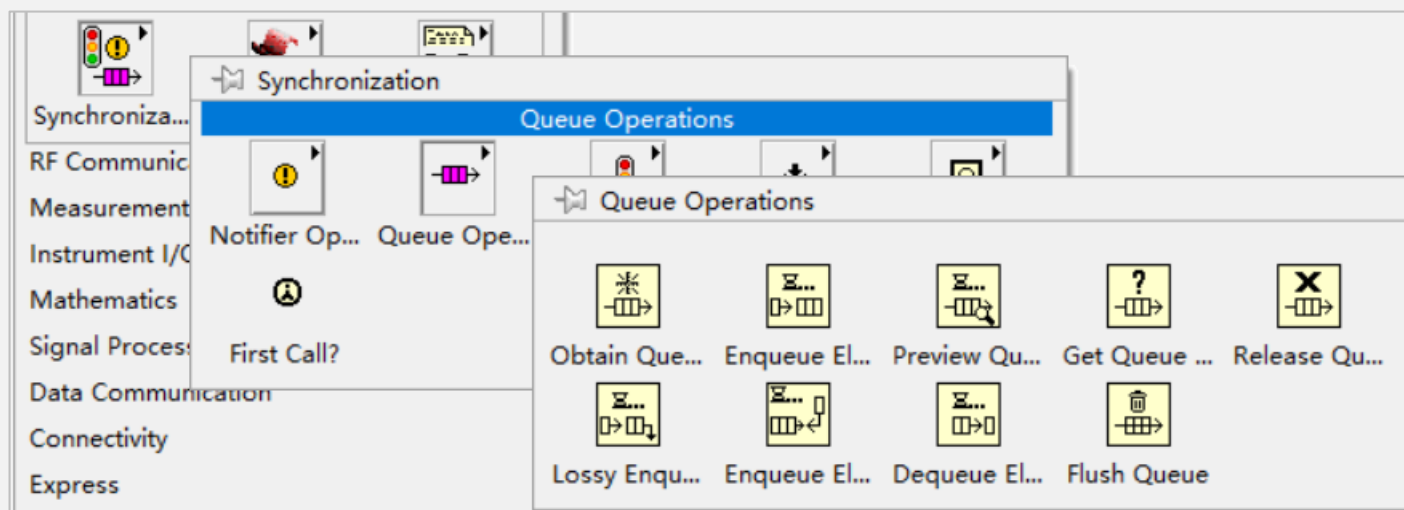 Synchroniza...
RF Communic
Measurement
Instrument I/O
Mathematics
Signal Process
Data Communication
Connectivity
Express
Synchronization
Queue Operations
Notifier Op...
Queue Ope...
First Call?
Queue Operations
Obtain Que...
Enqueue El...
Preview Qu...
Get Queue ...
Release Qu...
Lossy Enqu...
Enqueue El...
Dequeue El...
Flush Queue